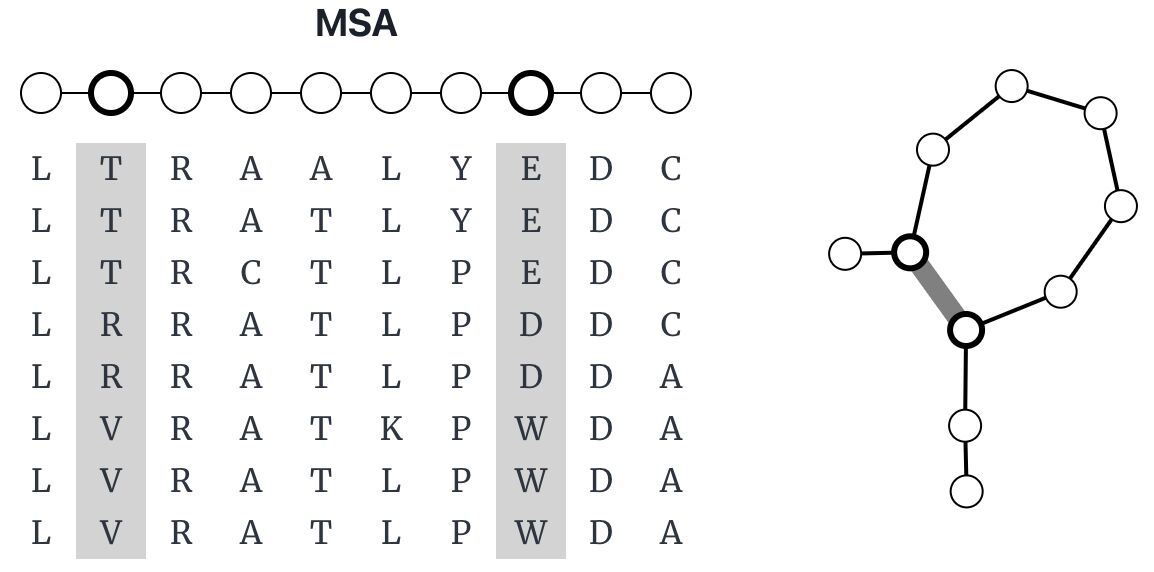 MSA
L T R A A L Y E D C
L T R A T L Y E D C
L T R C T L P E D C
L R R A T L P D D C
L R R A T L P D D A
L V R A T K P W D A
L V R A T L P W D A
L V R A T L P W D A